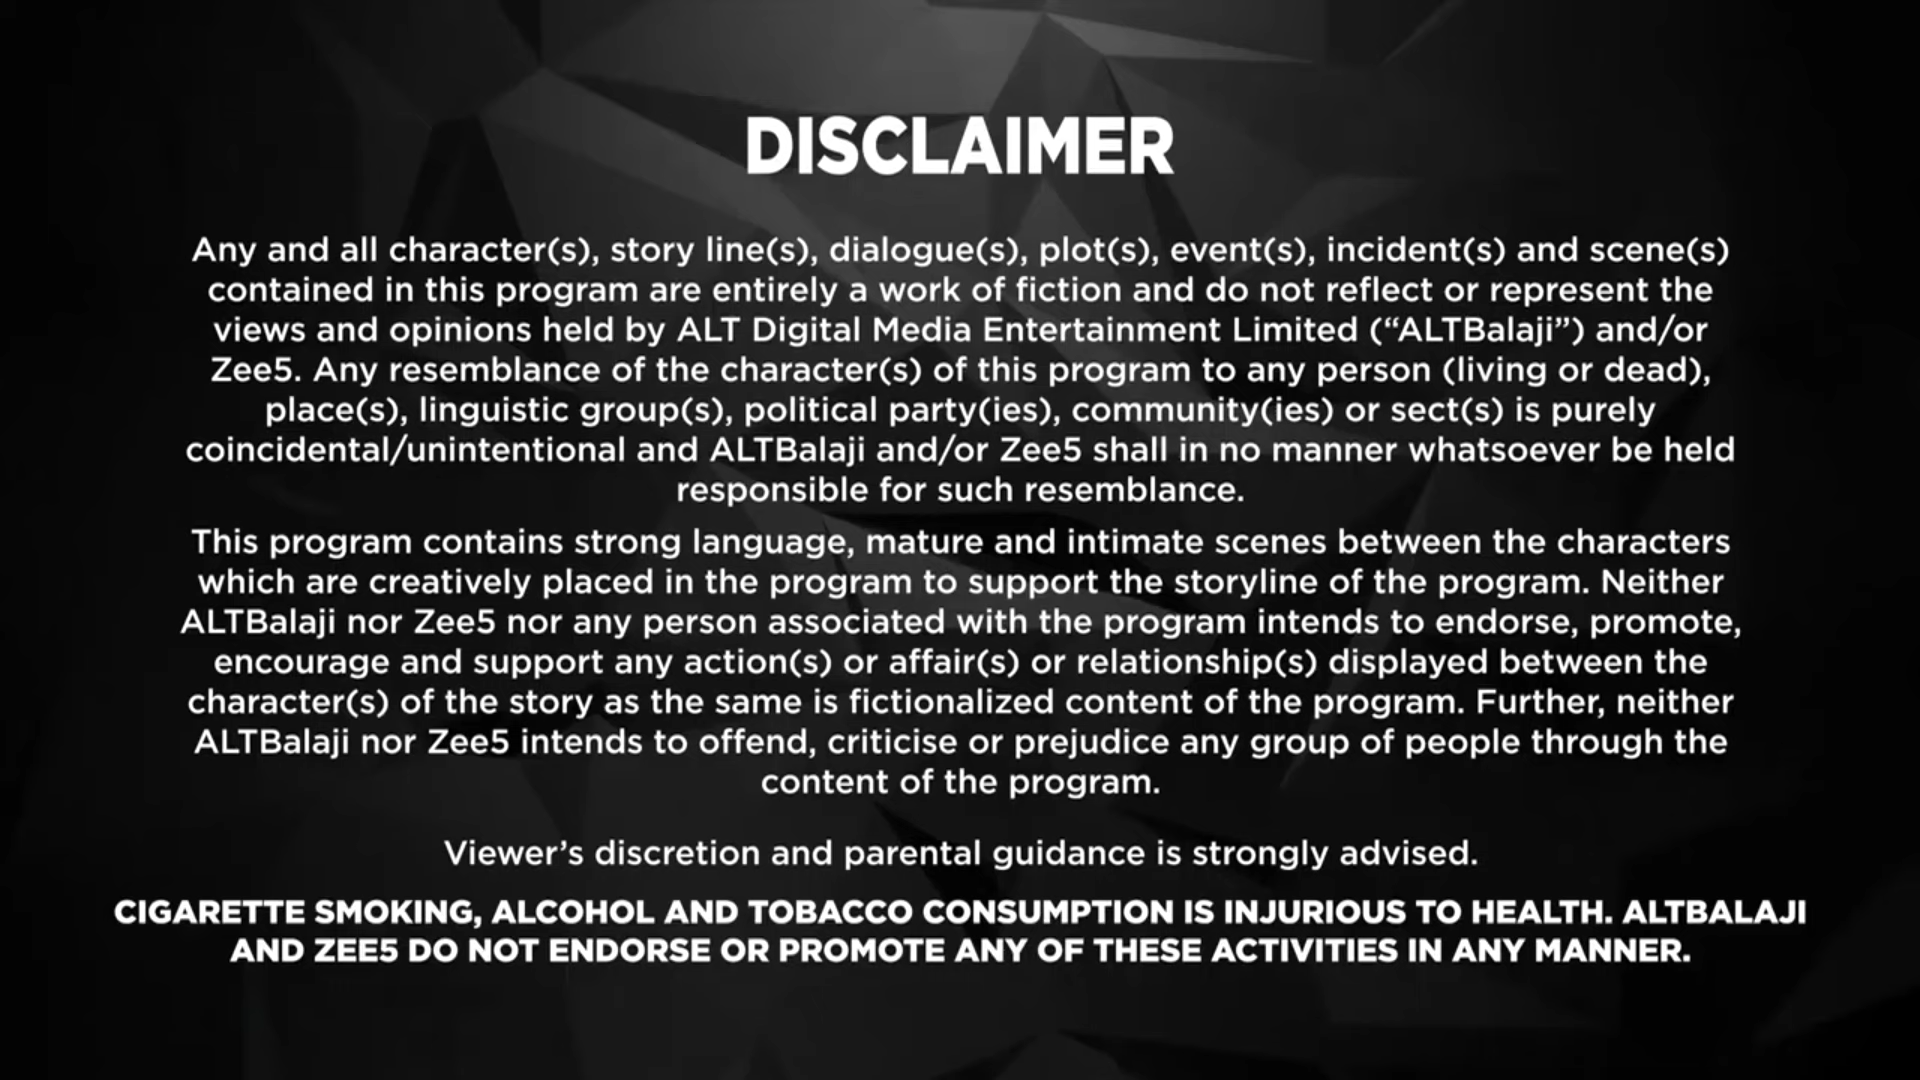 DISCLAIMER
Any and all character(s), story line(s), dialogue(s), plot(s), event(s), incident(s) and scene(s)
contained in this program are entirely a work of fiction and do not reflect or represent the
views and opinions held by ALT Digital Media Entertainment Limited (“ALTBalaji”) and/or
Zee5. Any resemblance of the character(s) of this program to any person (living or dead),
place(s), linguistic group(s), political party(ies), community(ies) or sect(s) is purely
coincidental/unintentional and ALTBalaji and/or Zee5 shall in no manner whatsoever be held
responsible for such resemblance.
This program contains strong language, mature and intimate scenes between the characters
which are creatively placed in the program to support the storyline of the program. Neither
ALTBalaji nor Zee5 nor any person associated with the program intends to endorse, promote,
encourage and support any action(s) or affair(s) or relationship(s) displayed between the
character(s) of the story as the same is fictionalized content of the program. Further, neither
ALTBalaji nor Zee5 intends to offend, criticise or prejudice any group of people through the
content of the program.
Viewer’s discretion and parental guidance is strongly advised.
CIGARETTE SMOKING, ALCOHOL AND TOBACCO CONSUMPTION IS INJURIOUS TO HEALTH. ALTBALAJI
AND ZEE5 DO NOT ENDORSE OR PROMOTE ANY OF THESE ACTIVITIES IN ANY MANNER.